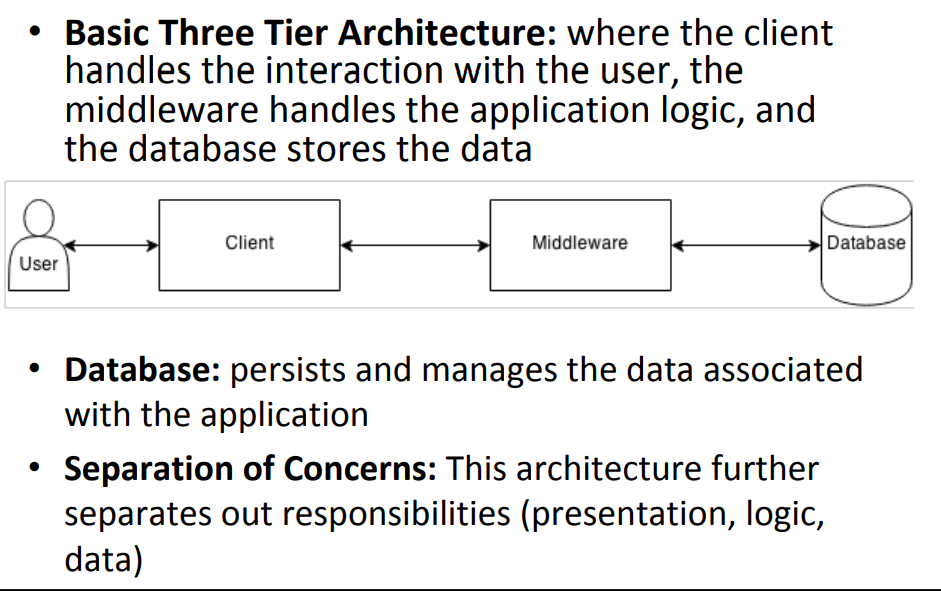 • Basic Three Tier Architecture: where the client
handles the interaction with the user, the
middleware handles the application logic, and
the database stores the data
User
Client
Middleware
Database
• Database: persists and manages the data associated
with the application
• Separation of Concerns: This architecture further
separates out responsibilities (presentation, logic,
data)